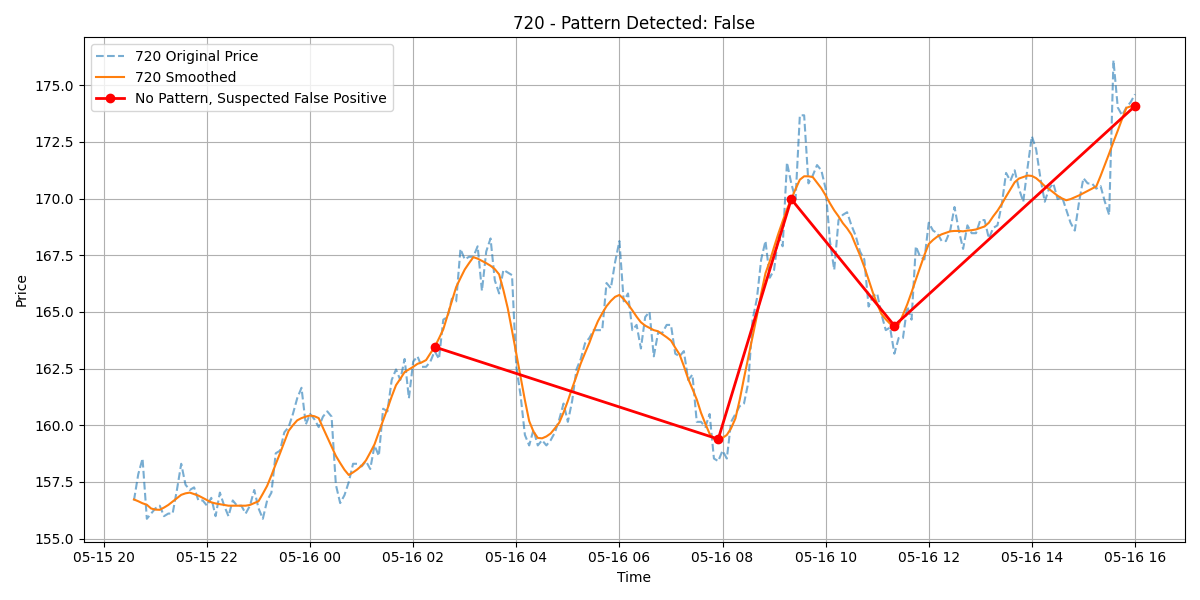 720 - Pattern Detected: False
720 Original Price
720 Smoothed
No Pattern, Suspected False Positive
Price
175.0
172.5
170.0
167.5
165.0
162.5
160.0
157.5
155.0
05-15 20 05-15 22 05-16 00 05-16 02 05-16 04 05-16 06 05-16 08 05-16 10 05-16 12 05-16 14 05-16 16
Time